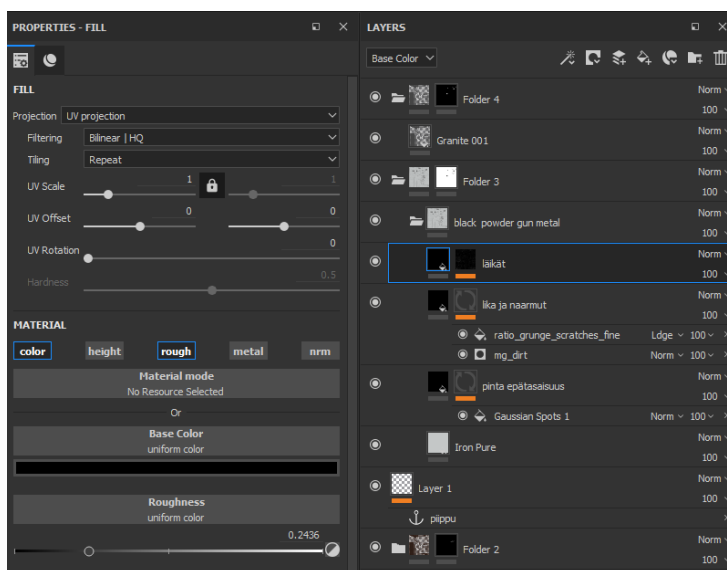 PROPERTIES - FILL
FILL
Projection UV projection
Filtering Bilinear | HQ
Tiling Repeat
UV Scale 1 1
UV Offset 0 0
UV Rotation 0
Hardness 0.5
MATERIAL
color height rough metal nrm
Material mode
No Resource Selected
Or
Base Color
uniform color
Roughness
uniform color
0.2436
LAYERS
Base Color
Folder 4 Norm
100
Granite 001 Norm
100
Folder 3 Norm
100
black powder gun metal Norm
100
läikät Norm
100
lika ja naarmut Norm
100
ratio_grunge_scratches_fine Ldge 100
mg_dirt Norm 100
pinta epätasaisuus Norm
100
Gaussian Spots 1 Norm 100
Iron Pure Norm
100
Layer 1 Norm
100
piippu
Folder 2 Norm
100